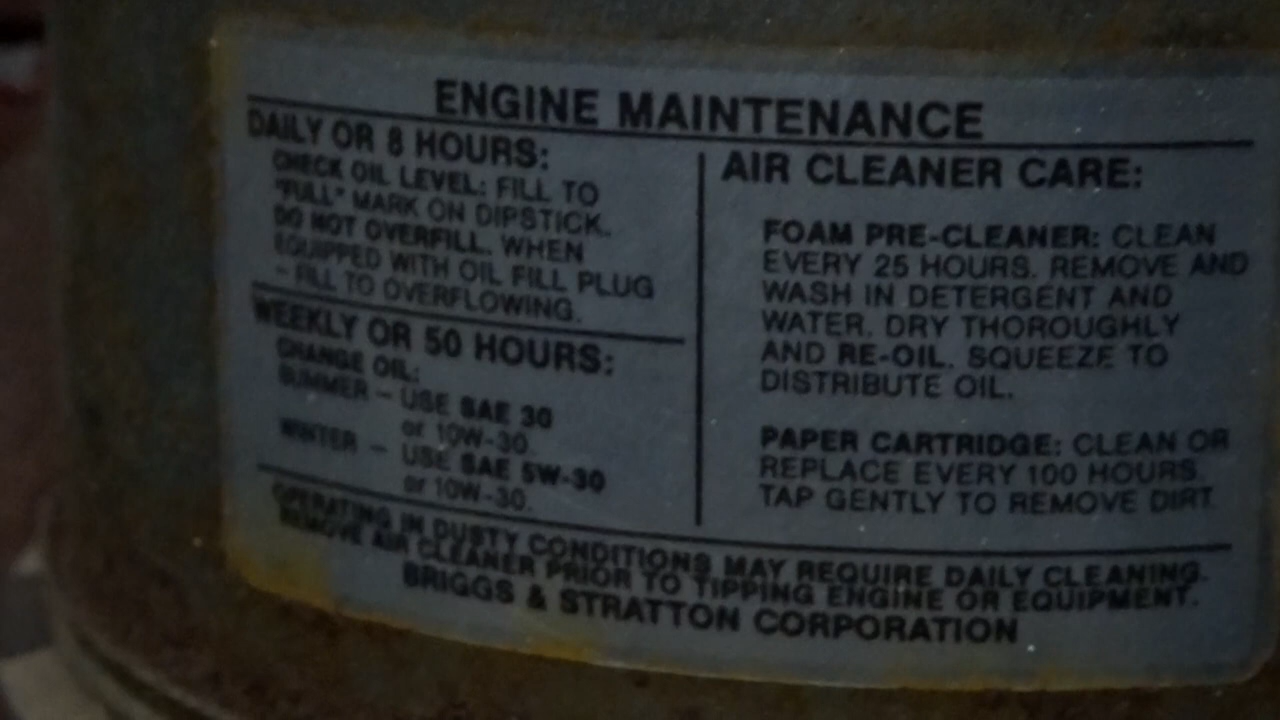 ENGINE MAINTENANCE
DAILY OR 8 HOURS:
CHECK OIL LEVEL: FILL TO
"FULL" MARK ON DIPSTICK.
DO NOT OVERFILL. WHEN
EQUIPPED WITH OIL FILL PLUG
– FILL TO OVERFLOWING.
WEEKLY OR 50 HOURS:
CHANGE OIL:
SUMMER – USE SAE 30
or 10W-30.
WINTER – USE SAE 5W-30
or 10W-30.
AIR CLEANER CARE:
FOAM PRE-CLEANER: CLEAN
EVERY 25 HOURS. REMOVE AND
WASH IN DETERGENT AND
WATER. DRY THOROUGHLY
AND RE-OIL. SQUEEZE TO
DISTRIBUTE OIL.
PAPER CARTRIDGE: CLEAN OR
REPLACE EVERY 100 HOURS.
TAP GENTLY TO REMOVE DIRT.
OPERATING IN DUSTY CONDITIONS MAY REQUIRE DAILY CLEANING.
REMOVE AIR CLEANER PRIOR TO TIPPING ENGINE OR EQUIPMENT.
BRIGGS & STRATTON CORPORATION